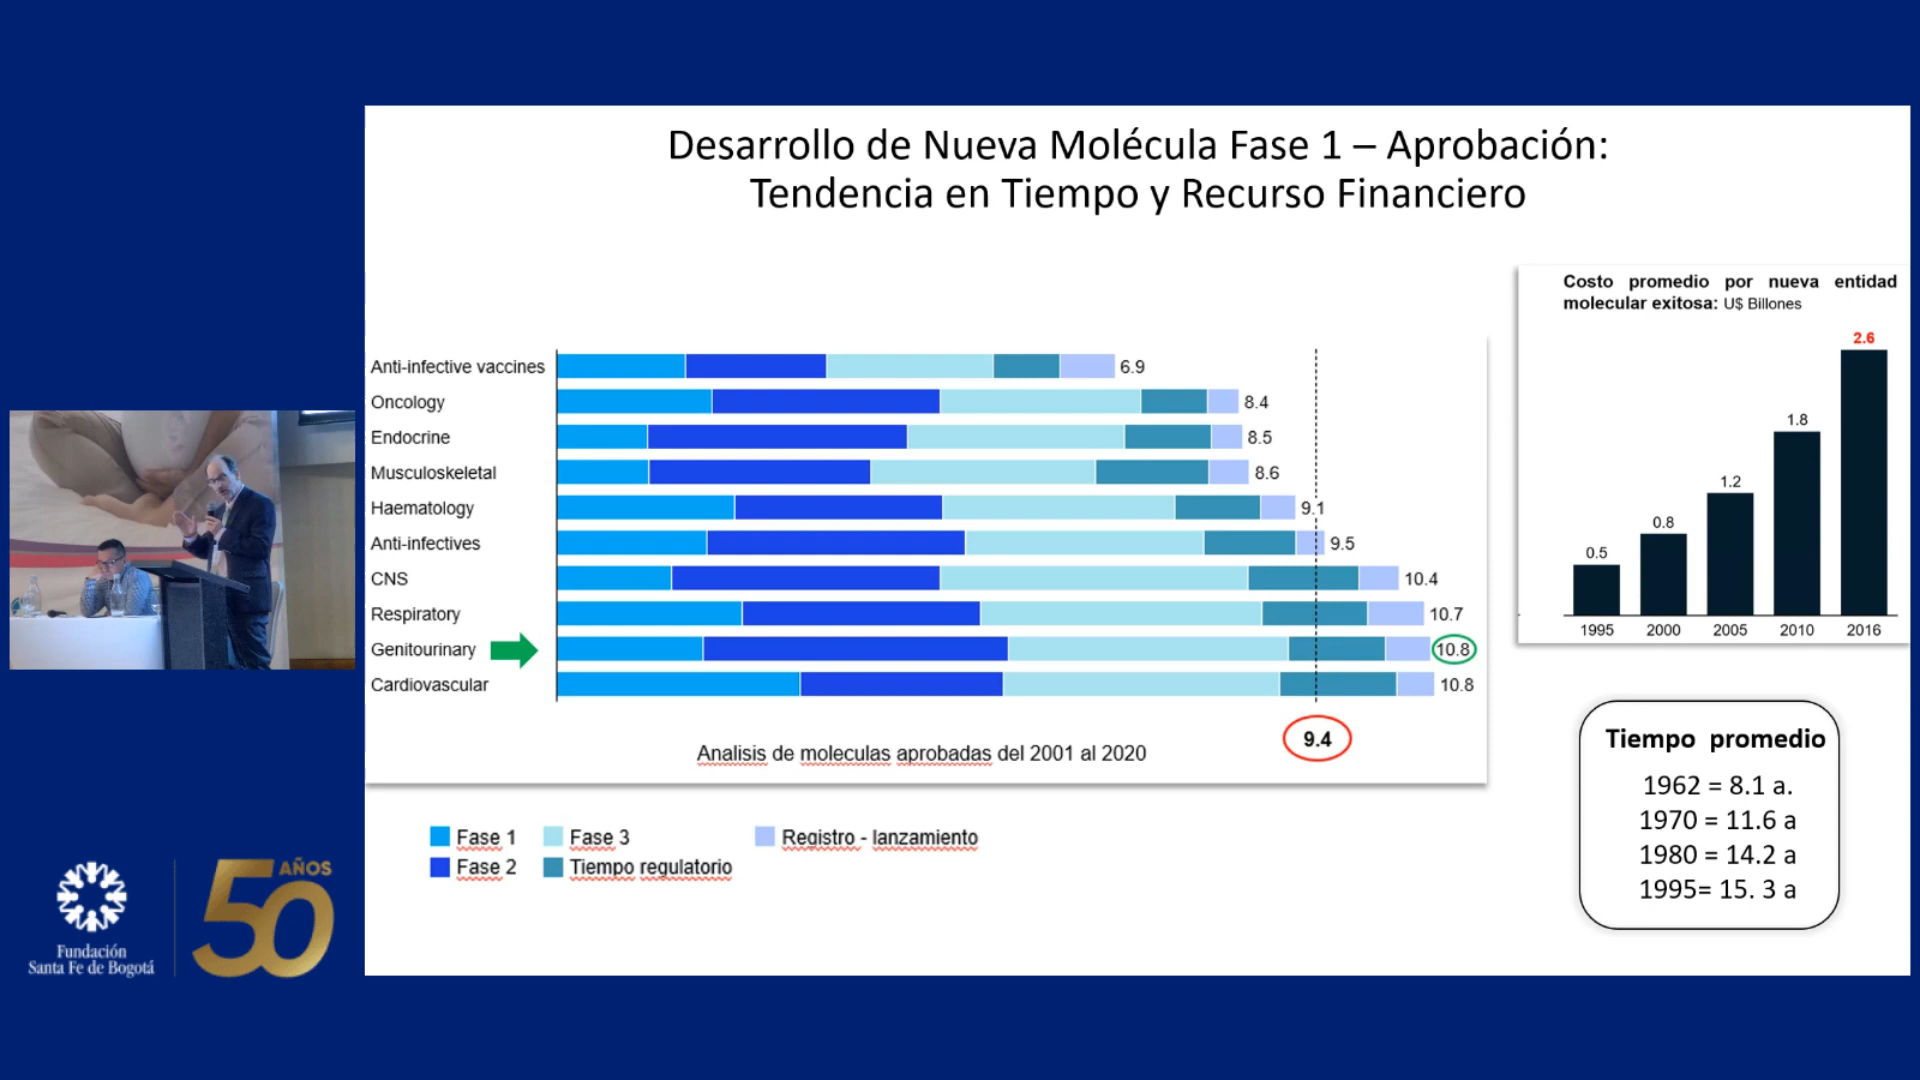 Desarrollo de Nueva Molécula Fase 1 – Aprobación:
Tendencia en Tiempo y Recurso Financiero
Anti-infective vaccines 6.9
Oncology 8.4
Endocrine 8.5
Musculoskeletal 8.6
Haematology 9.1
Anti-infectives 9.5
CNS 10.4
Respiratory 10.7
Genitourinary 10.8
Cardiovascular 10.8
9.4
Analisis de moleculas aprobadas del 2001 al 2020
Fase 1 Fase 3 Registro - lanzamiento
Fase 2 Tiempo regulatorio
Costo promedio por nueva entidad
molecular exitosa: U$ Billones
2.6
1.8
1.2
0.8
0.5
1995 2000 2005 2010 2016
Tiempo promedio
1962 = 8.1 a.
1970 = 11.6 a
1980 = 14.2 a
1995= 15. 3 a
Fundación
Santa Fe de Bogotá
50 AÑOS